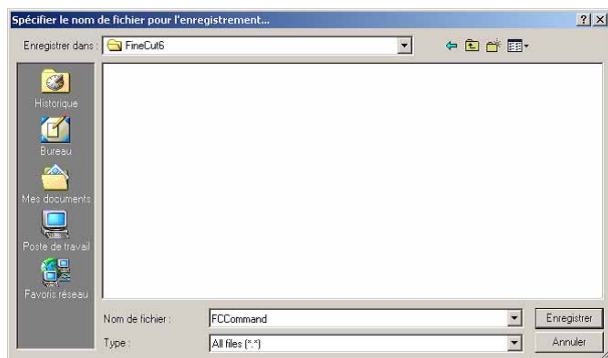 Spécifier le nom de fichier pour l'enregistrement...
Enregistrer dans : FineCut6
Historique
Bureau
Mes documents
Poste de travail
Favoris réseau
Nom de fichier : FCCommand Enregistrer
Type : All files (*.*) Annuler